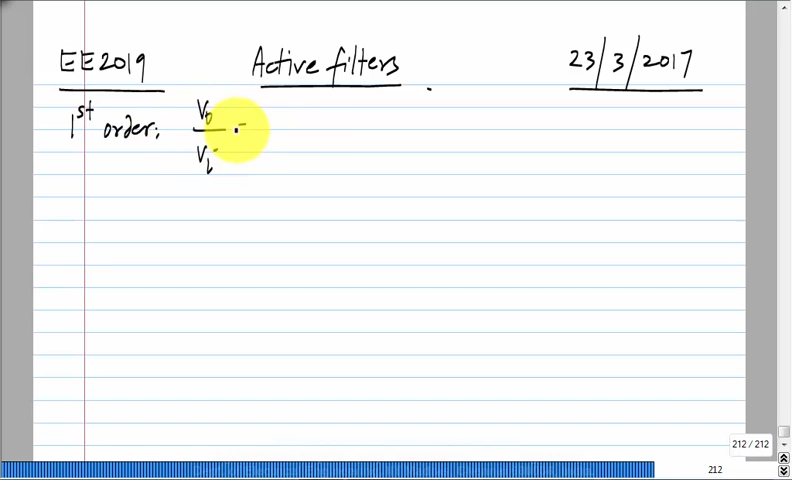 EE2019 Active filters 23/3/2017
1st order: Vo/Vi =
212 / 212
212